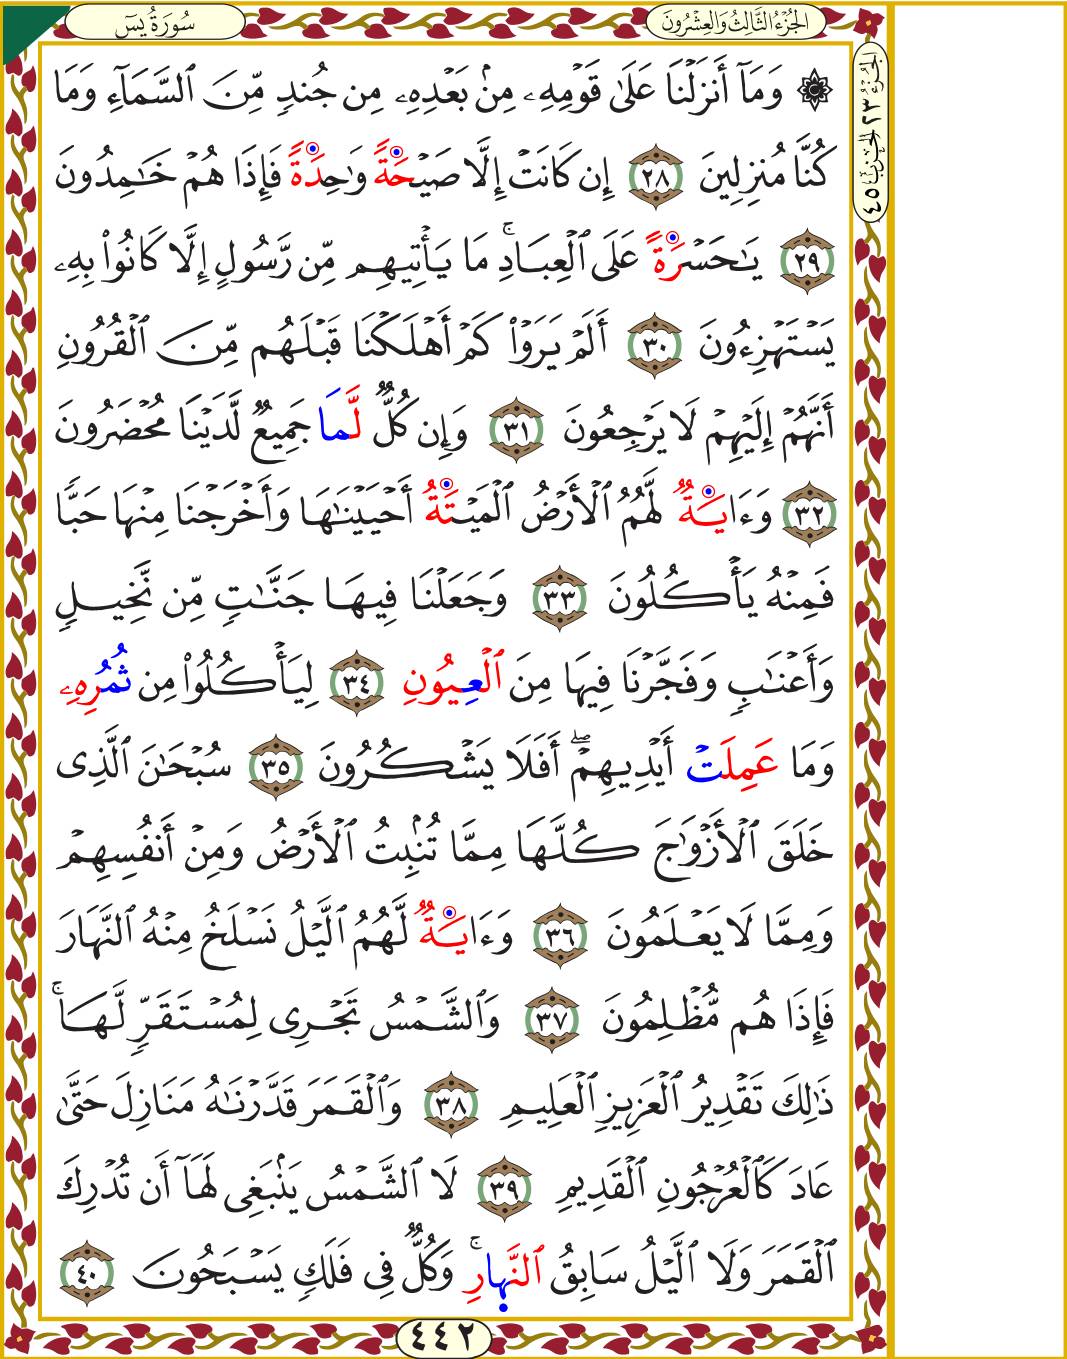 سُورَةُ يسٓ
الجُزْءُ الثَّالِثُ وَالعِشْرُونَ
الجُزْءُ ٢٣ الحِزْبُ ٤٥
۞ وَمَآ أَنزَلْنَا عَلَىٰ قَوْمِهِۦ مِنۢ بَعْدِهِۦ مِن جُندٍ مِّنَ ٱلسَّمَآءِ وَمَا
كُنَّا مُنزِلِينَ ٢٨ إِن كَانَتْ إِلَّا صَيْحَةً وَٰحِدَةً فَإِذَا هُمْ خَٰمِدُونَ
٢٩ يَٰحَسْرَةً عَلَى ٱلْعِبَادِۚ مَا يَأْتِيهِم مِّن رَّسُولٍ إِلَّا كَانُوا۟ بِهِۦ
يَسْتَهْزِءُونَ ٣٠ أَلَمْ يَرَوْا۟ كَمْ أَهْلَكْنَا قَبْلَهُم مِّنَ ٱلْقُرُونِ
أَنَّهُمْ إِلَيْهِمْ لَا يَرْجِعُونَ ٣١ وَإِن كُلٌّ لَّمَا جَمِيعٌ لَّدَيْنَا مُحْضَرُونَ
٣٢ وَءَايَةٌ لَّهُمُ ٱلْأَرْضُ ٱلْمَيْتَةُ أَحْيَيْنَٰهَا وَأَخْرَجْنَا مِنْهَا حَبًّا
فَمِنْهُ يَأْكُلُونَ ٣٣ وَجَعَلْنَا فِيهَا جَنَّٰتٍ مِّن نَّخِيلٍ
وَأَعْنَٰبٍ وَفَجَّرْنَا فِيهَا مِنَ ٱلْعِيُونِ ٣٤ لِيَأْكُلُوا۟ مِن ثُمُرِهِۦ
وَمَا عَمِلَتْ أَيْدِيهِمْۖ أَفَلَا يَشْكُرُونَ ٣٥ سُبْحَٰنَ ٱلَّذِى
خَلَقَ ٱلْأَزْوَٰجَ كُلَّهَا مِمَّا تُنۢبِتُ ٱلْأَرْضُ وَمِنْ أَنفُسِهِمْ
وَمِمَّا لَا يَعْلَمُونَ ٣٦ وَءَايَةٌ لَّهُمُ ٱلَّيْلُ نَسْلَخُ مِنْهُ ٱلنَّهَارَ
فَإِذَا هُم مُّظْلِمُونَ ٣٧ وَٱلشَّمْسُ تَجْرِى لِمُسْتَقَرٍّ لَّهَاۚ
ذَٰلِكَ تَقْدِيرُ ٱلْعَزِيزِ ٱلْعَلِيمِ ٣٨ وَٱلْقَمَرَ قَدَّرْنَٰهُ مَنَازِلَ حَتَّىٰ
عَادَ كَٱلْعُرْجُونِ ٱلْقَدِيمِ ٣٩ لَا ٱلشَّمْسُ يَنۢبَغِى لَهَآ أَن تُدْرِكَ
ٱلْقَمَرَ وَلَا ٱلَّيْلُ سَابِقُ ٱلنَّهَارِۚ وَكُلٌّ فِى فَلَكٍ يَسْبَحُونَ ٤٠
٤٤٢